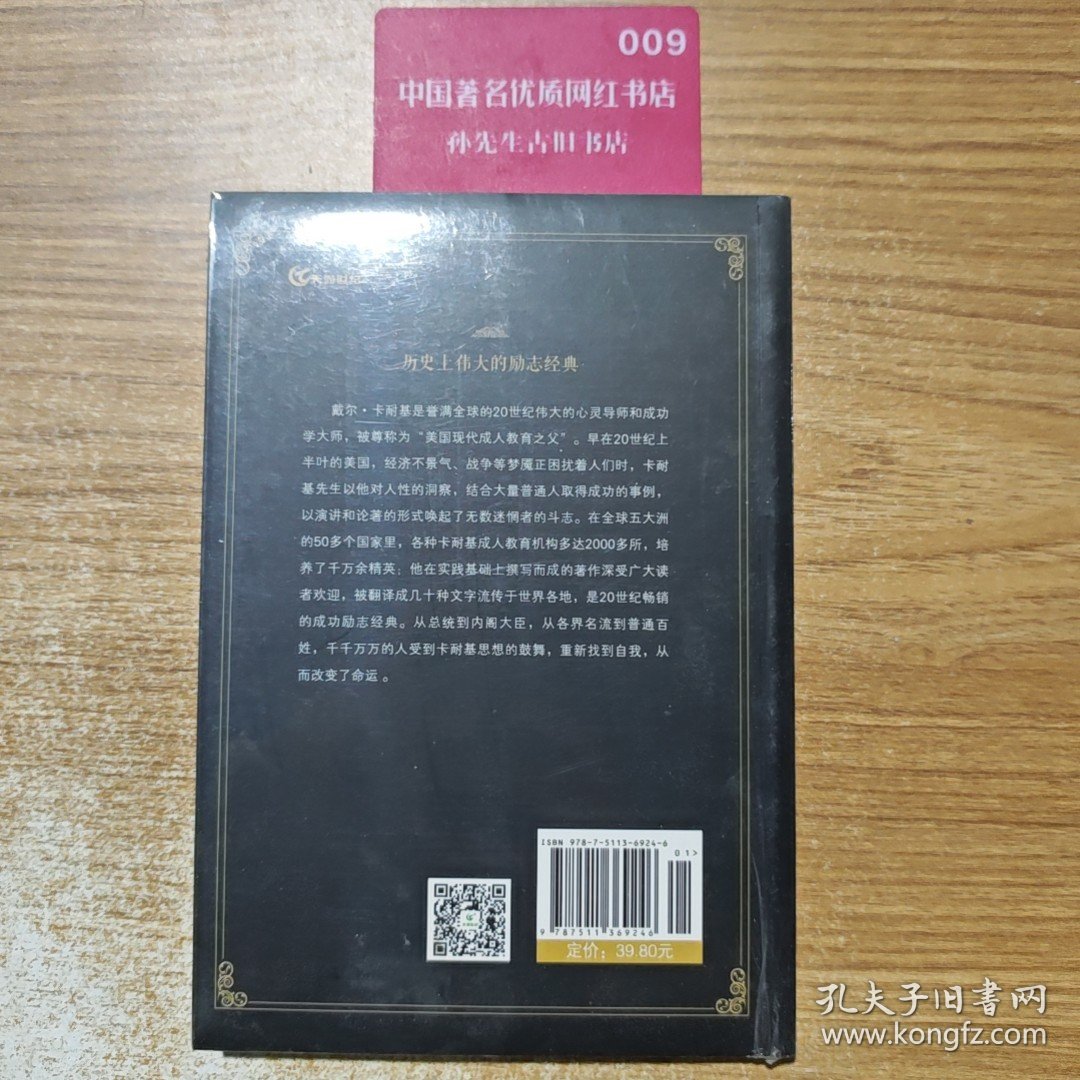 009
中国著名优质网红书店
孙先生古旧书店
历史上伟大的励志经典
戴尔·卡耐基是誉满全球的20世纪伟大的心灵导师和成功
学大师，被尊称为“美国现代成人教育之父”。早在20世纪上
半叶的美国，经济不景气、战争等梦魇正困扰着人们时，卡耐
基先生以他对人性的洞察，结合大量普通人取得成功的事例，
以演讲和论著的形式唤起了无数迷惘者的斗志。在全球五大洲
的50多个国家里，各种卡耐基成人教育机构多达2000多所，培
养了千万余精英；他在实践基础上撰写而成的著作深受广大读
者欢迎，被翻译成几十种文字流传于世界各地，是20世纪畅销
的成功励志经典。从总统到内阁大臣，从各界名流到普通百
姓，千千万万的人受到卡耐基思想的鼓舞，重新找到自我，从
而改变了命运。
ISBN 978-7-5113-6924-6
01>
9 787511 369246
定价：39.80元
孔夫子旧書网
www.kongfz.com